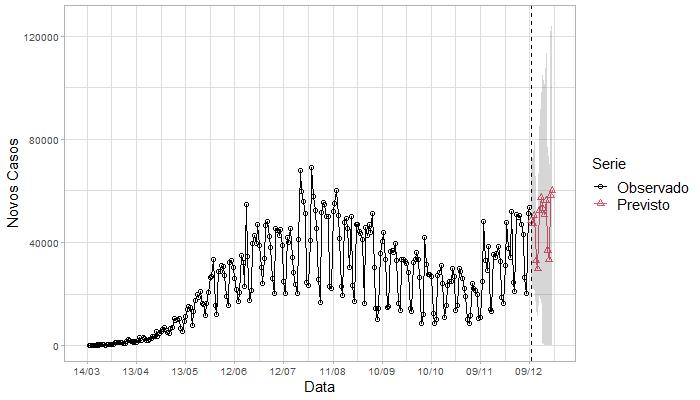 120000
80000
40000
0
Novos Casos
14/03 13/04 13/05 12/06 12/07 11/08 10/09 10/10 09/11 09/12
Data
Serie
Observado
Previsto